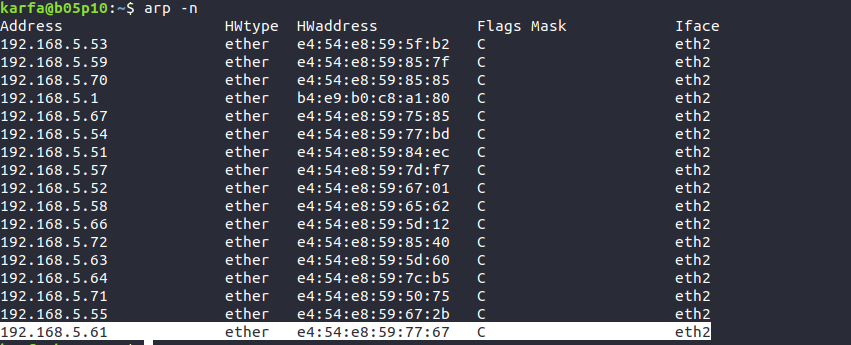 karfa@b05p10:~$ arp -n
Address HWtype HWaddress Flags Mask Iface
192.168.5.53 ether e4:54:e8:59:5f:b2 C eth2
192.168.5.59 ether e4:54:e8:59:85:7f C eth2
192.168.5.70 ether e4:54:e8:59:85:85 C eth2
192.168.5.1 ether b4:e9:b0:c8:a1:80 C eth2
192.168.5.67 ether e4:54:e8:59:75:85 C eth2
192.168.5.54 ether e4:54:e8:59:77:bd C eth2
192.168.5.51 ether e4:54:e8:59:84:ec C eth2
192.168.5.57 ether e4:54:e8:59:7d:f7 C eth2
192.168.5.52 ether e4:54:e8:59:67:01 C eth2
192.168.5.58 ether e4:54:e8:59:65:62 C eth2
192.168.5.66 ether e4:54:e8:59:5d:12 C eth2
192.168.5.72 ether e4:54:e8:59:85:40 C eth2
192.168.5.63 ether e4:54:e8:59:5d:60 C eth2
192.168.5.64 ether e4:54:e8:59:7c:b5 C eth2
192.168.5.71 ether e4:54:e8:59:50:75 C eth2
192.168.5.55 ether e4:54:e8:59:67:2b C eth2
192.168.5.61 ether e4:54:e8:59:77:67 C eth2